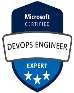 Microsoft
CERTIFIED
DEVOPS ENGINEER
EXPERT